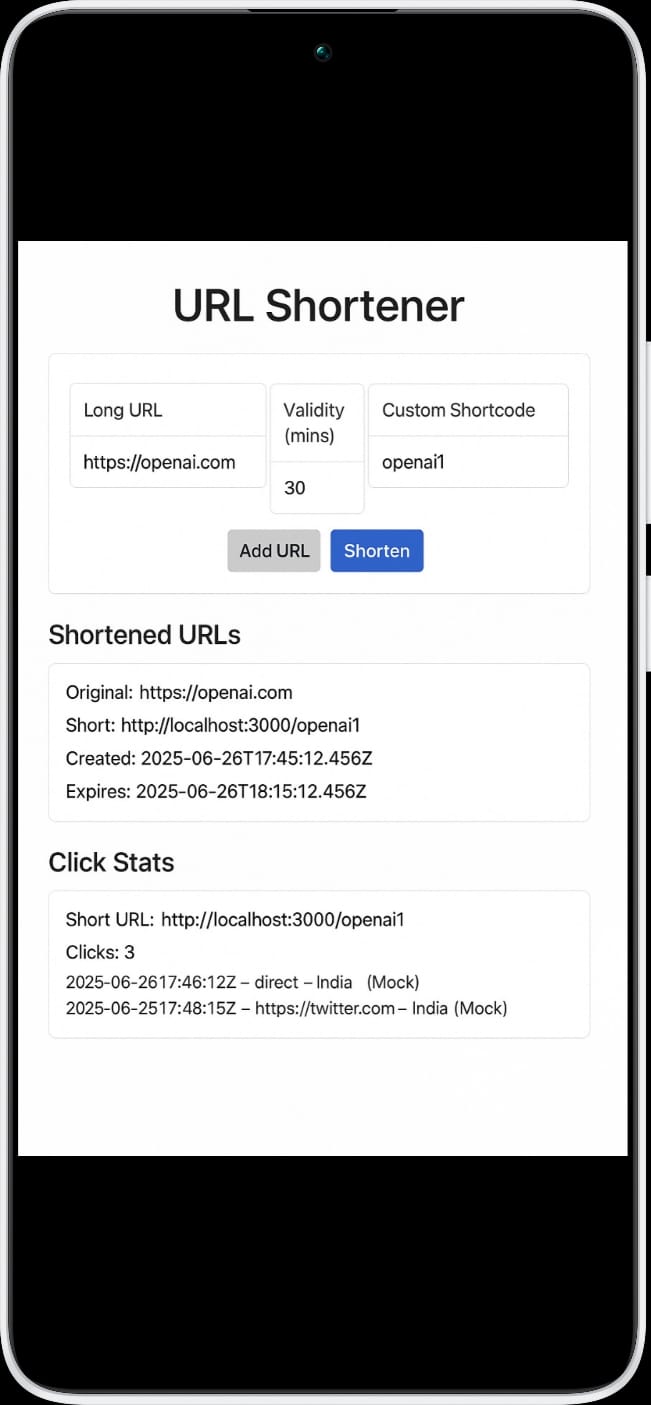 URL Shortener
Long URL
https://openai.com
Validity
(mins)
30
Custom Shortcode
openai1
Add URL
Shorten
Shortened URLs
Original: https://openai.com
Short: http://localhost:3000/openai1
Created: 2025-06-26T17:45:12.456Z
Expires: 2025-06-26T18:15:12.456Z
Click Stats
Short URL: http://localhost:3000/openai1
Clicks: 3
2025-06-2617:46:12Z – direct – India (Mock)
2025-06-2517:48:15Z – https://twitter.com – India (Mock)